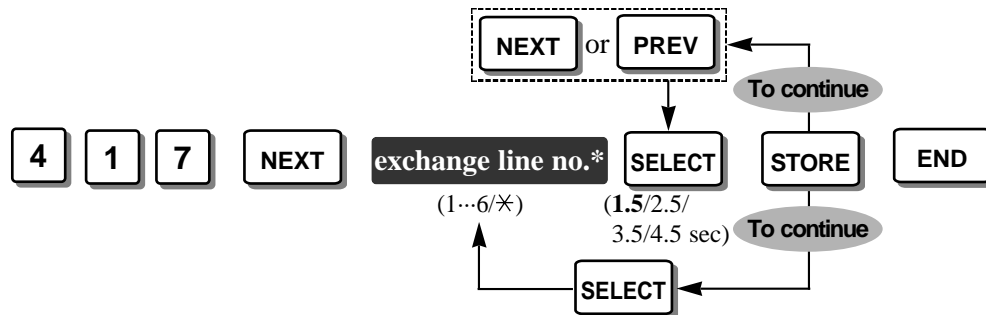 NEXT or PREV
To continue
4 1 7 NEXT exchange line no.* SELECT STORE END
(1···6/✳) (1.5/2.5/
3.5/4.5 sec)
To continue
SELECT